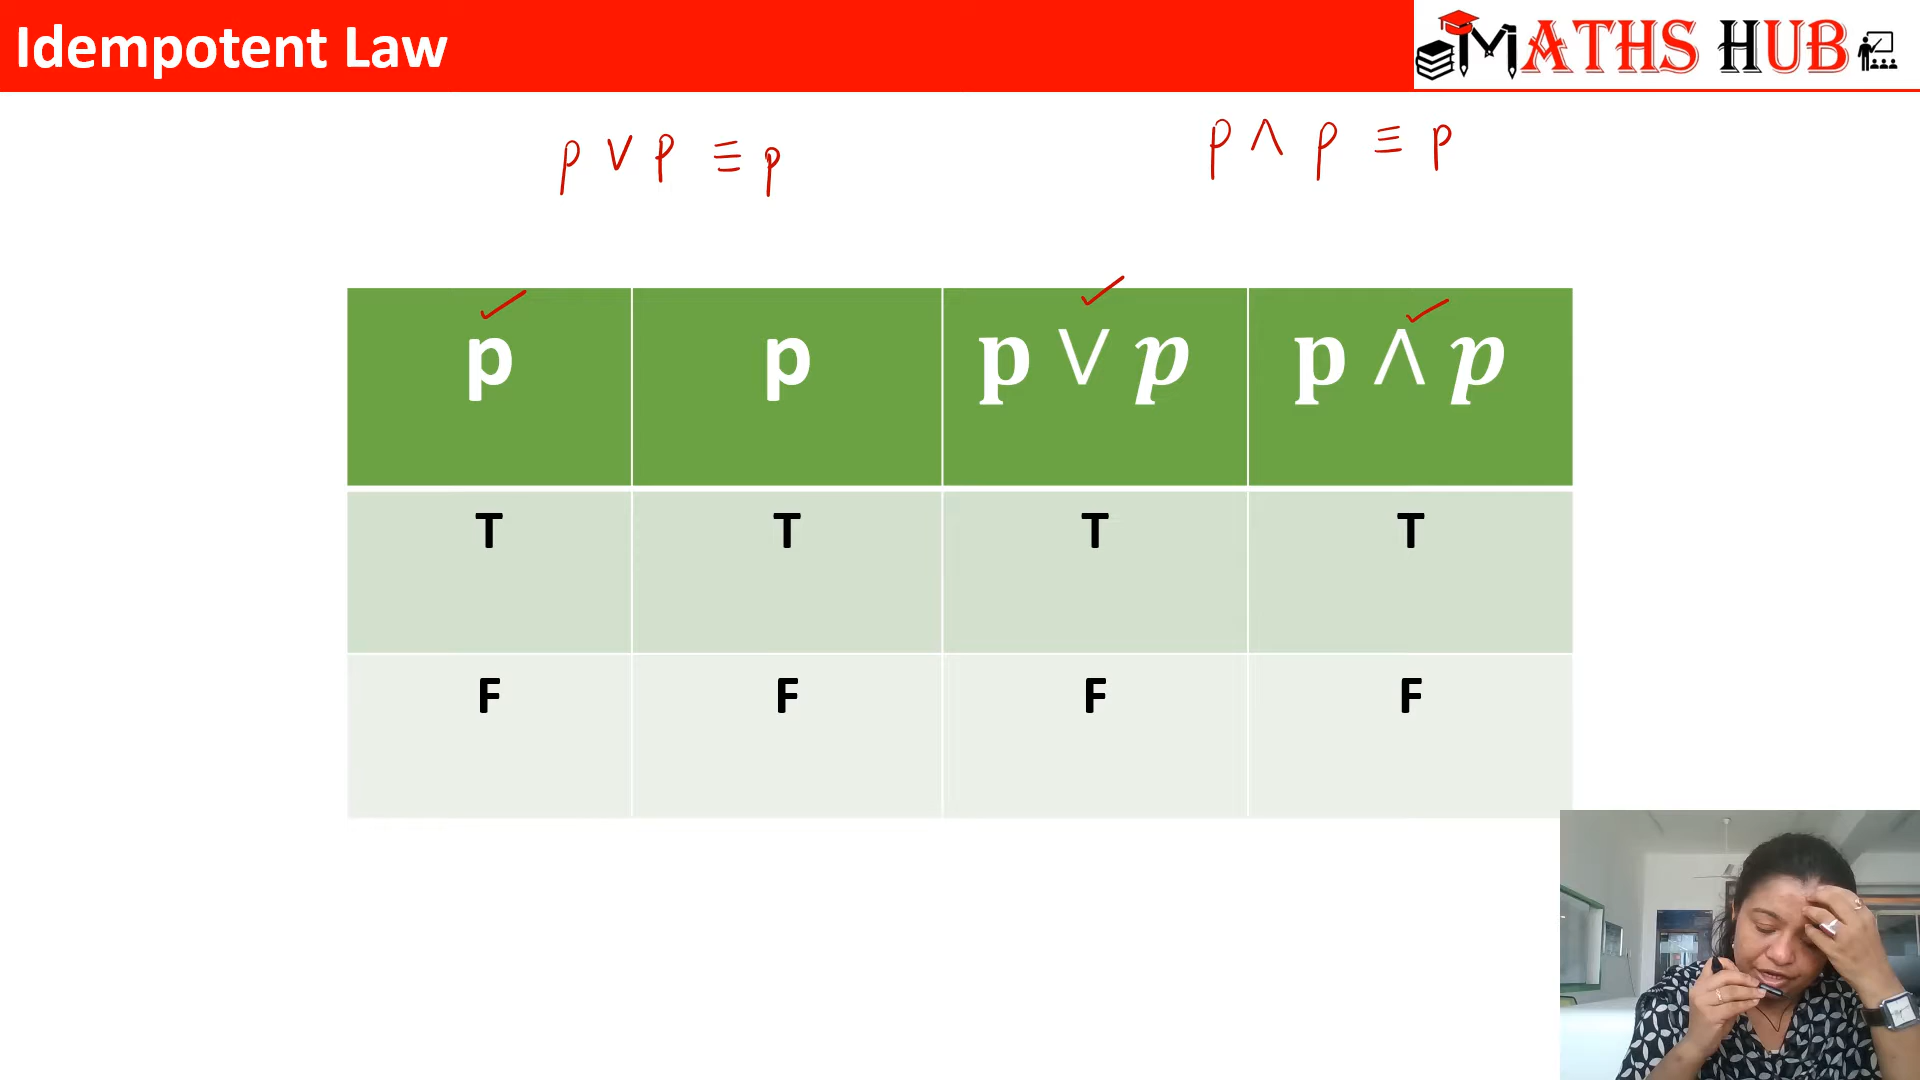 Idempotent Law
MATHS HUB
p ∨ p ≡ p
p ∧ p ≡ p
p p p ∨ p p ∧ p
T T T T
F F F F